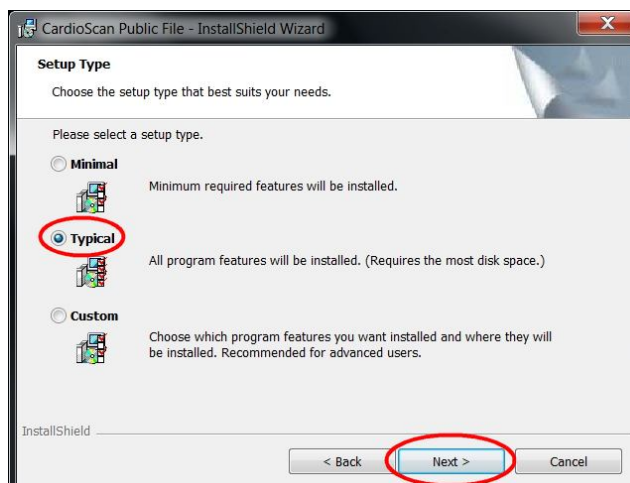 CardioScan Public File - InstallShield Wizard
Setup Type
Choose the setup type that best suits your needs.
Please select a setup type.
Minimal
Minimum required features will be installed.
Typical
All program features will be installed. (Requires the most disk space.)
Custom
Choose which program features you want installed and where they will
be installed. Recommended for advanced users.
InstallShield
< Back
Next >
Cancel